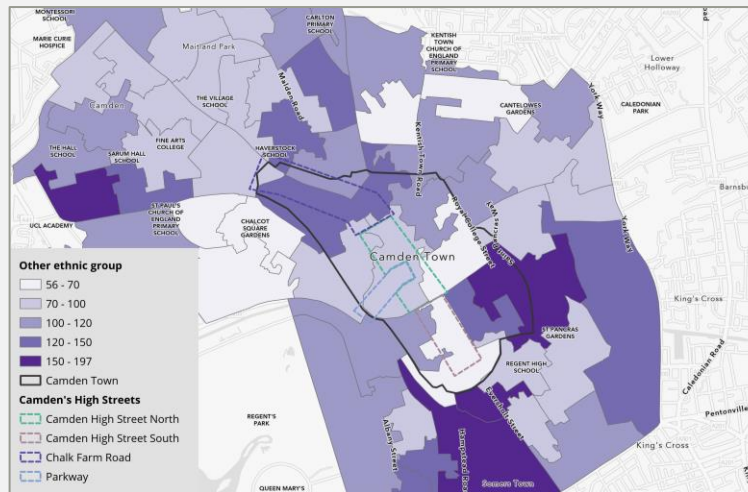 MONTESSORI
SCHOOL
MARIE CURIE
HOSPICE
Maitland Park
CARLTON
PRIMARY
SCHOOL
KENTISH
TOWN
CHURCH OF
ENGLAND
PRIMARY
SCHOOL
Lower
Holloway
Camden
THE VILLAGE
SCHOOL
Malden Road
CANTELOWES
GARDENS
York Way
CALEDONIAN
PARK
THE HALL
SCHOOL
SARUM HALL
SCHOOL
FINE ARTS
COLLEGE
HAVERSTOCK
SCHOOL
Kentish Town Road
UCL ACADEMY
ST PAUL'S
CHURCH OF
ENGLAND
PRIMARY
SCHOOL
CHALCOT
SQUARE
GARDENS
Royal College Street
Saint Pancras Way
York Way
Camden Town
King's Cross
ST PANCRAS
GARDENS
REGENT HIGH
SCHOOL
Caledonian Road
REGENT'S
PARK
Albany Street
Eversholt Street
Pentonville
King's Cross
QUEEN MARY'S
Somers Town
Other ethnic group
56 - 70
70 - 100
100 - 120
120 - 150
150 - 197
Camden Town
Camden's High Streets
Camden High Street North
Camden High Street South
Chalk Farm Road
Parkway